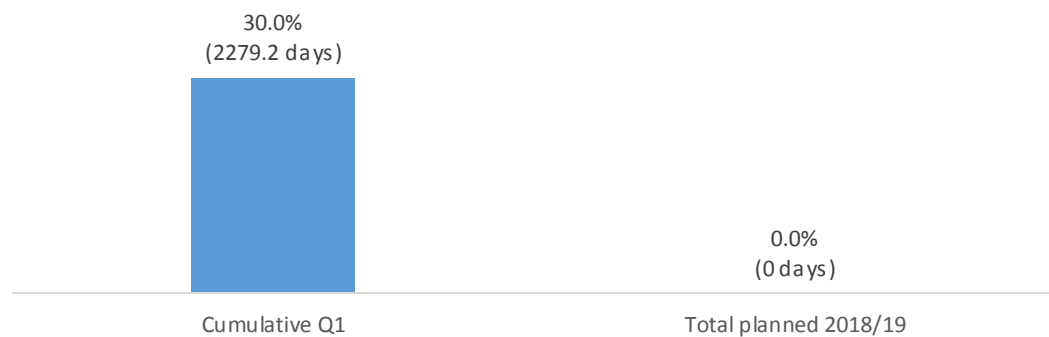 30.0%
(2279.2 days)
0.0%
(0 days)
Cumulative Q1
Total planned 2018/19